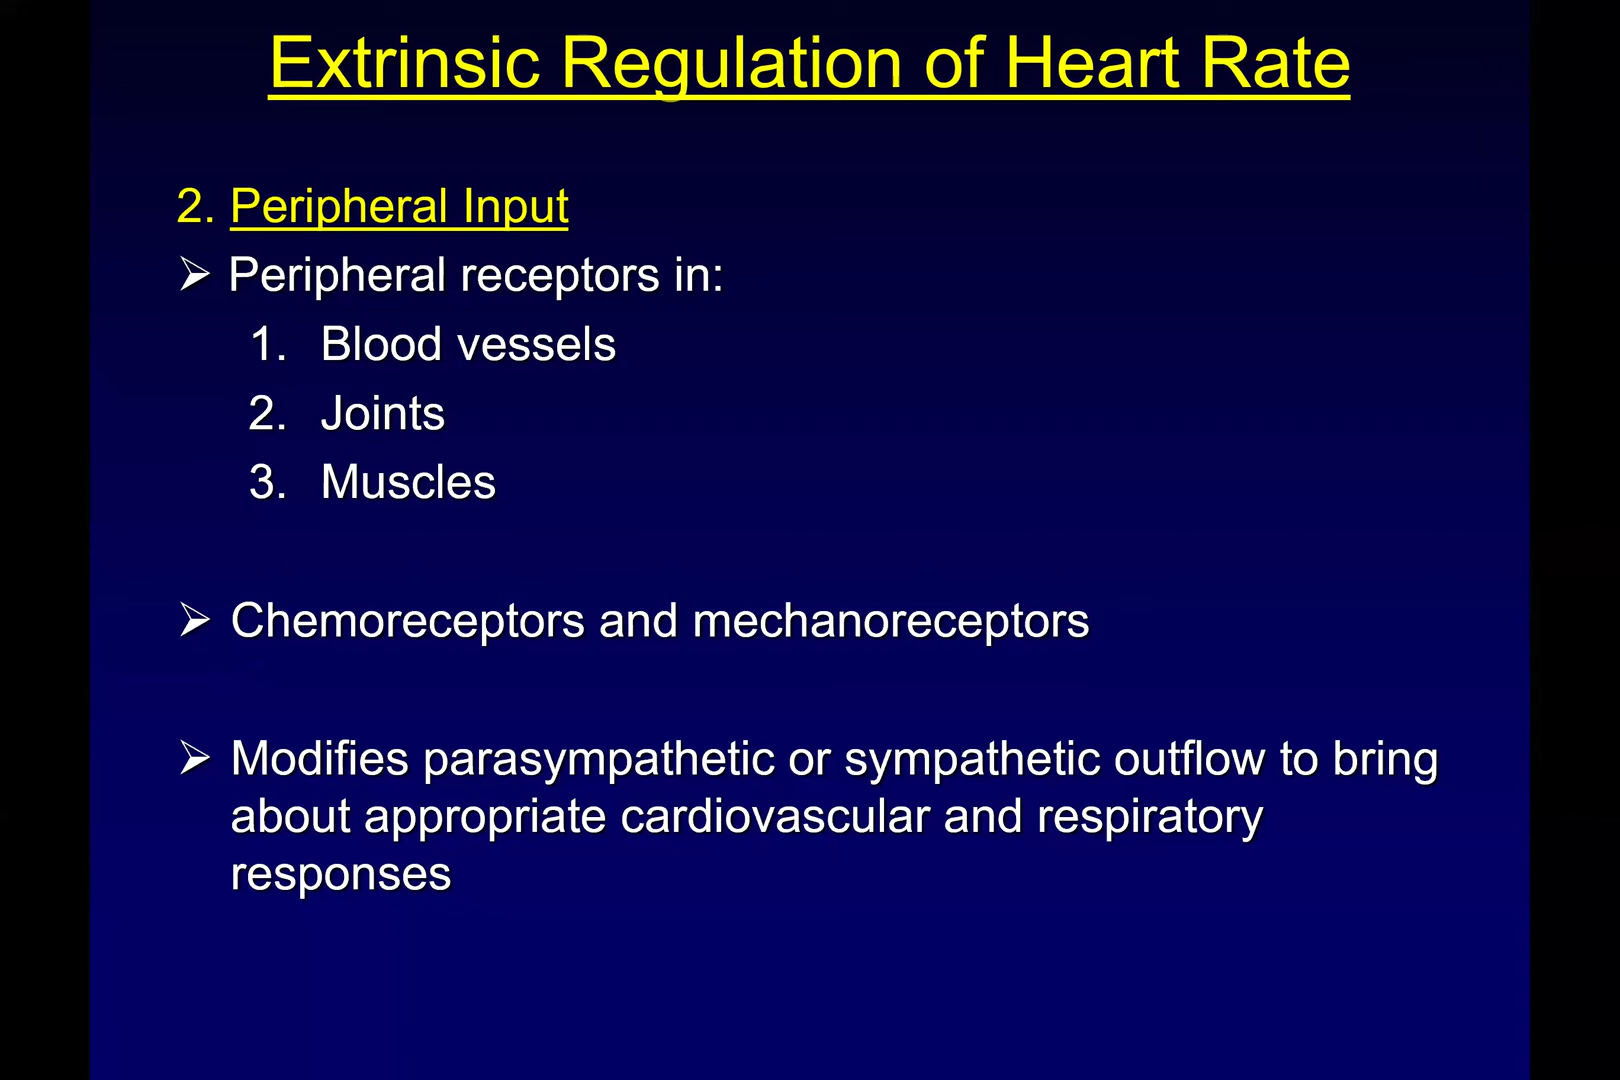 Extrinsic Regulation of Heart Rate
2. Peripheral Input
➢ Peripheral receptors in:
1. Blood vessels
2. Joints
3. Muscles
➢ Chemoreceptors and mechanoreceptors
➢ Modifies parasympathetic or sympathetic outflow to bring
about appropriate cardiovascular and respiratory
responses